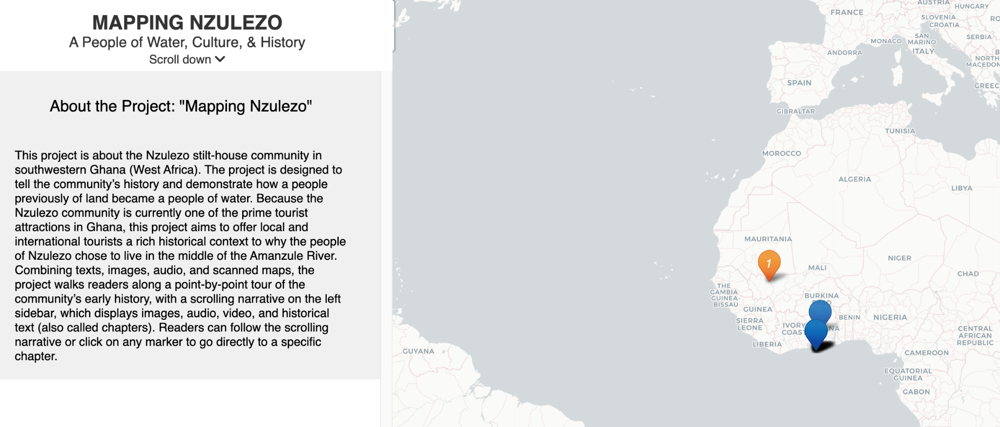 MAPPING NZULEZO
A People of Water, Culture, & History
Scroll down
About the Project: "Mapping Nzulezo"
This project is about the Nzulezo stilt-house community in
southwestern Ghana (West Africa). The project is designed to
tell the community’s history and demonstrate how a people
previously of land became a people of water. Because the
Nzulezo community is currently one of the prime tourist
attractions in Ghana, this project aims to offer local and
international tourists a rich historical context to why the people
of Nzulezo chose to live in the middle of the Amanzule River.
Combining texts, images, audio, and scanned maps, the
project walks readers along a point-by-point tour of the
community’s early history, with a scrolling narrative on the left
sidebar, which displays images, audio, video, and historical
text (also called chapters). Readers can follow the scrolling
narrative or click on any marker to go directly to a specific
chapter.
AUSTRIA
HUNGARY
FRANCE
SLOVENIA
RO
CROATIA
SAN
MARINO
SERBIA
MONACO
ITALY
ANDORRA
B
NORTH
MACEDON
SPAIN
GREEC
GIBRALTAR
TUNISIA
MOROCCO
ALGERIA
LIBYA
MAURITANIA
1
NIGER
MALI
CHAD
THE
GAMBIA
GUINEA-
BISSAU
BURKINA
FASO
GUINEA
SIERRA
LEONE
IVORY
COAST
NA
BENIN
NIGERIA
CENTRAL
AFRICAN
REPUBLIC
LIBERIA
GUYANA
CAMEROON
EQUATORIAL
GUINEA
GABON